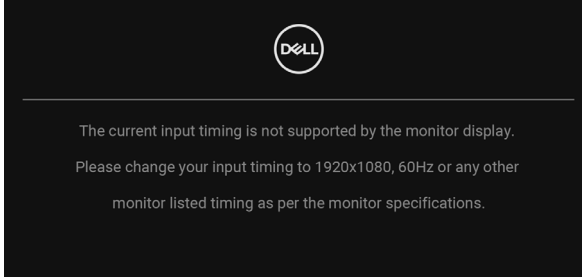 DELL
The current input timing is not supported by the monitor display.
Please change your input timing to 1920x1080, 60Hz or any other
monitor listed timing as per the monitor specifications.